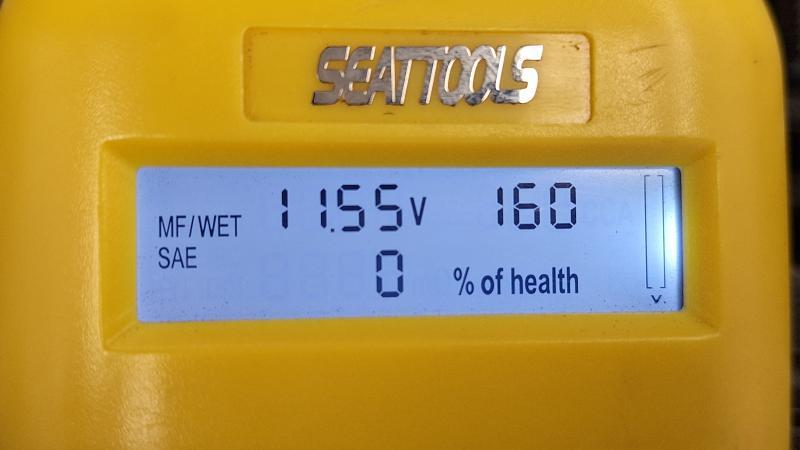 SEATTOOLS
MF/WET 11.55V 160
SAE 0 % of health